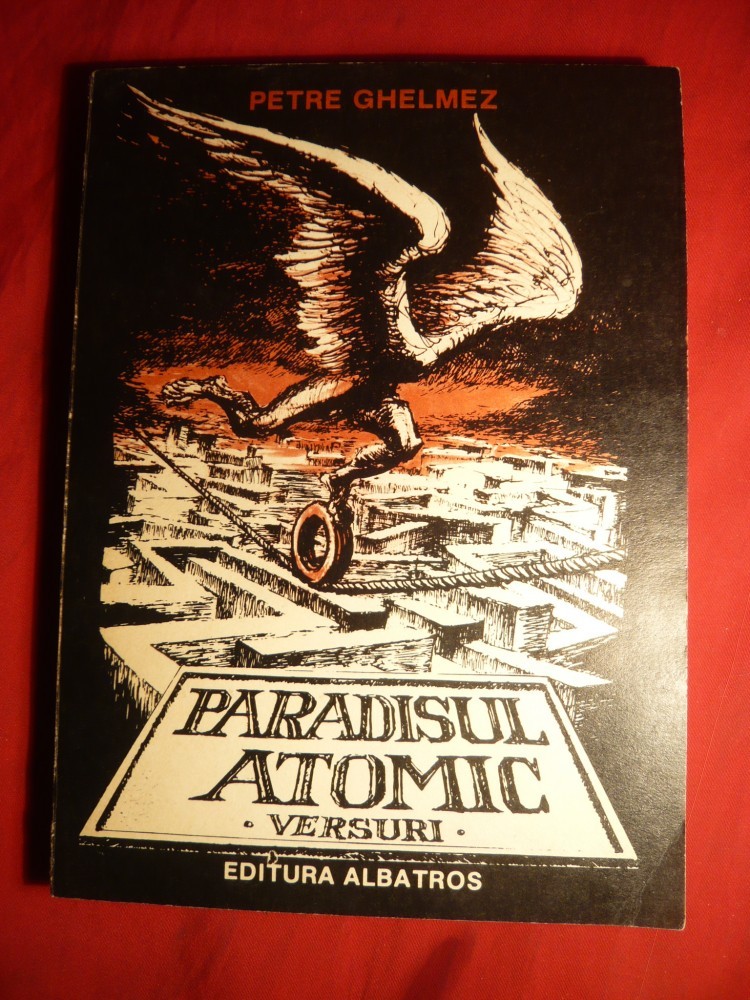 PETRE GHELMEZ
PARADISUL
ATOMIC
· VERSURI ·
EDITURA ALBATROS